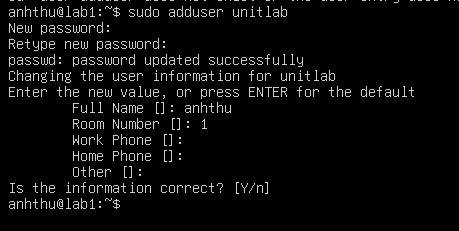 anhthu@lab1:~$ sudo adduser unitlab
New password:
Retype new password:
passwd: password updated successfully
Changing the user information for unitlab
Enter the new value, or press ENTER for the default
Full Name []: anhthu
Room Number []: 1
Work Phone []:
Home Phone []:
Other []:
Is the information correct? [Y/n]
anhthu@lab1:~$